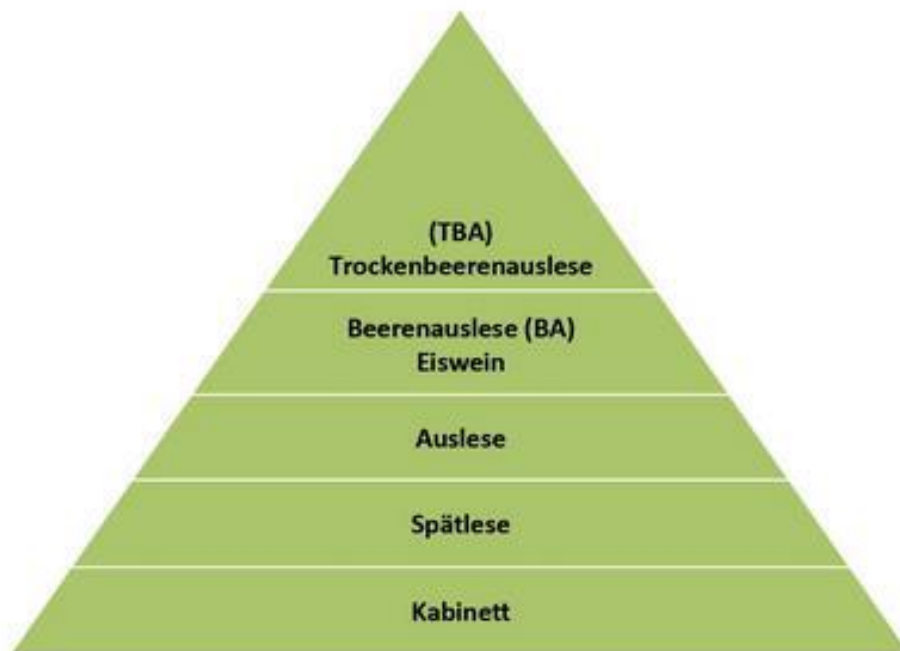 (TBA)
Trockenbeerenauslese
Beerenauslese (BA)
Eiswein
Auslese
Spätlese
Kabinett